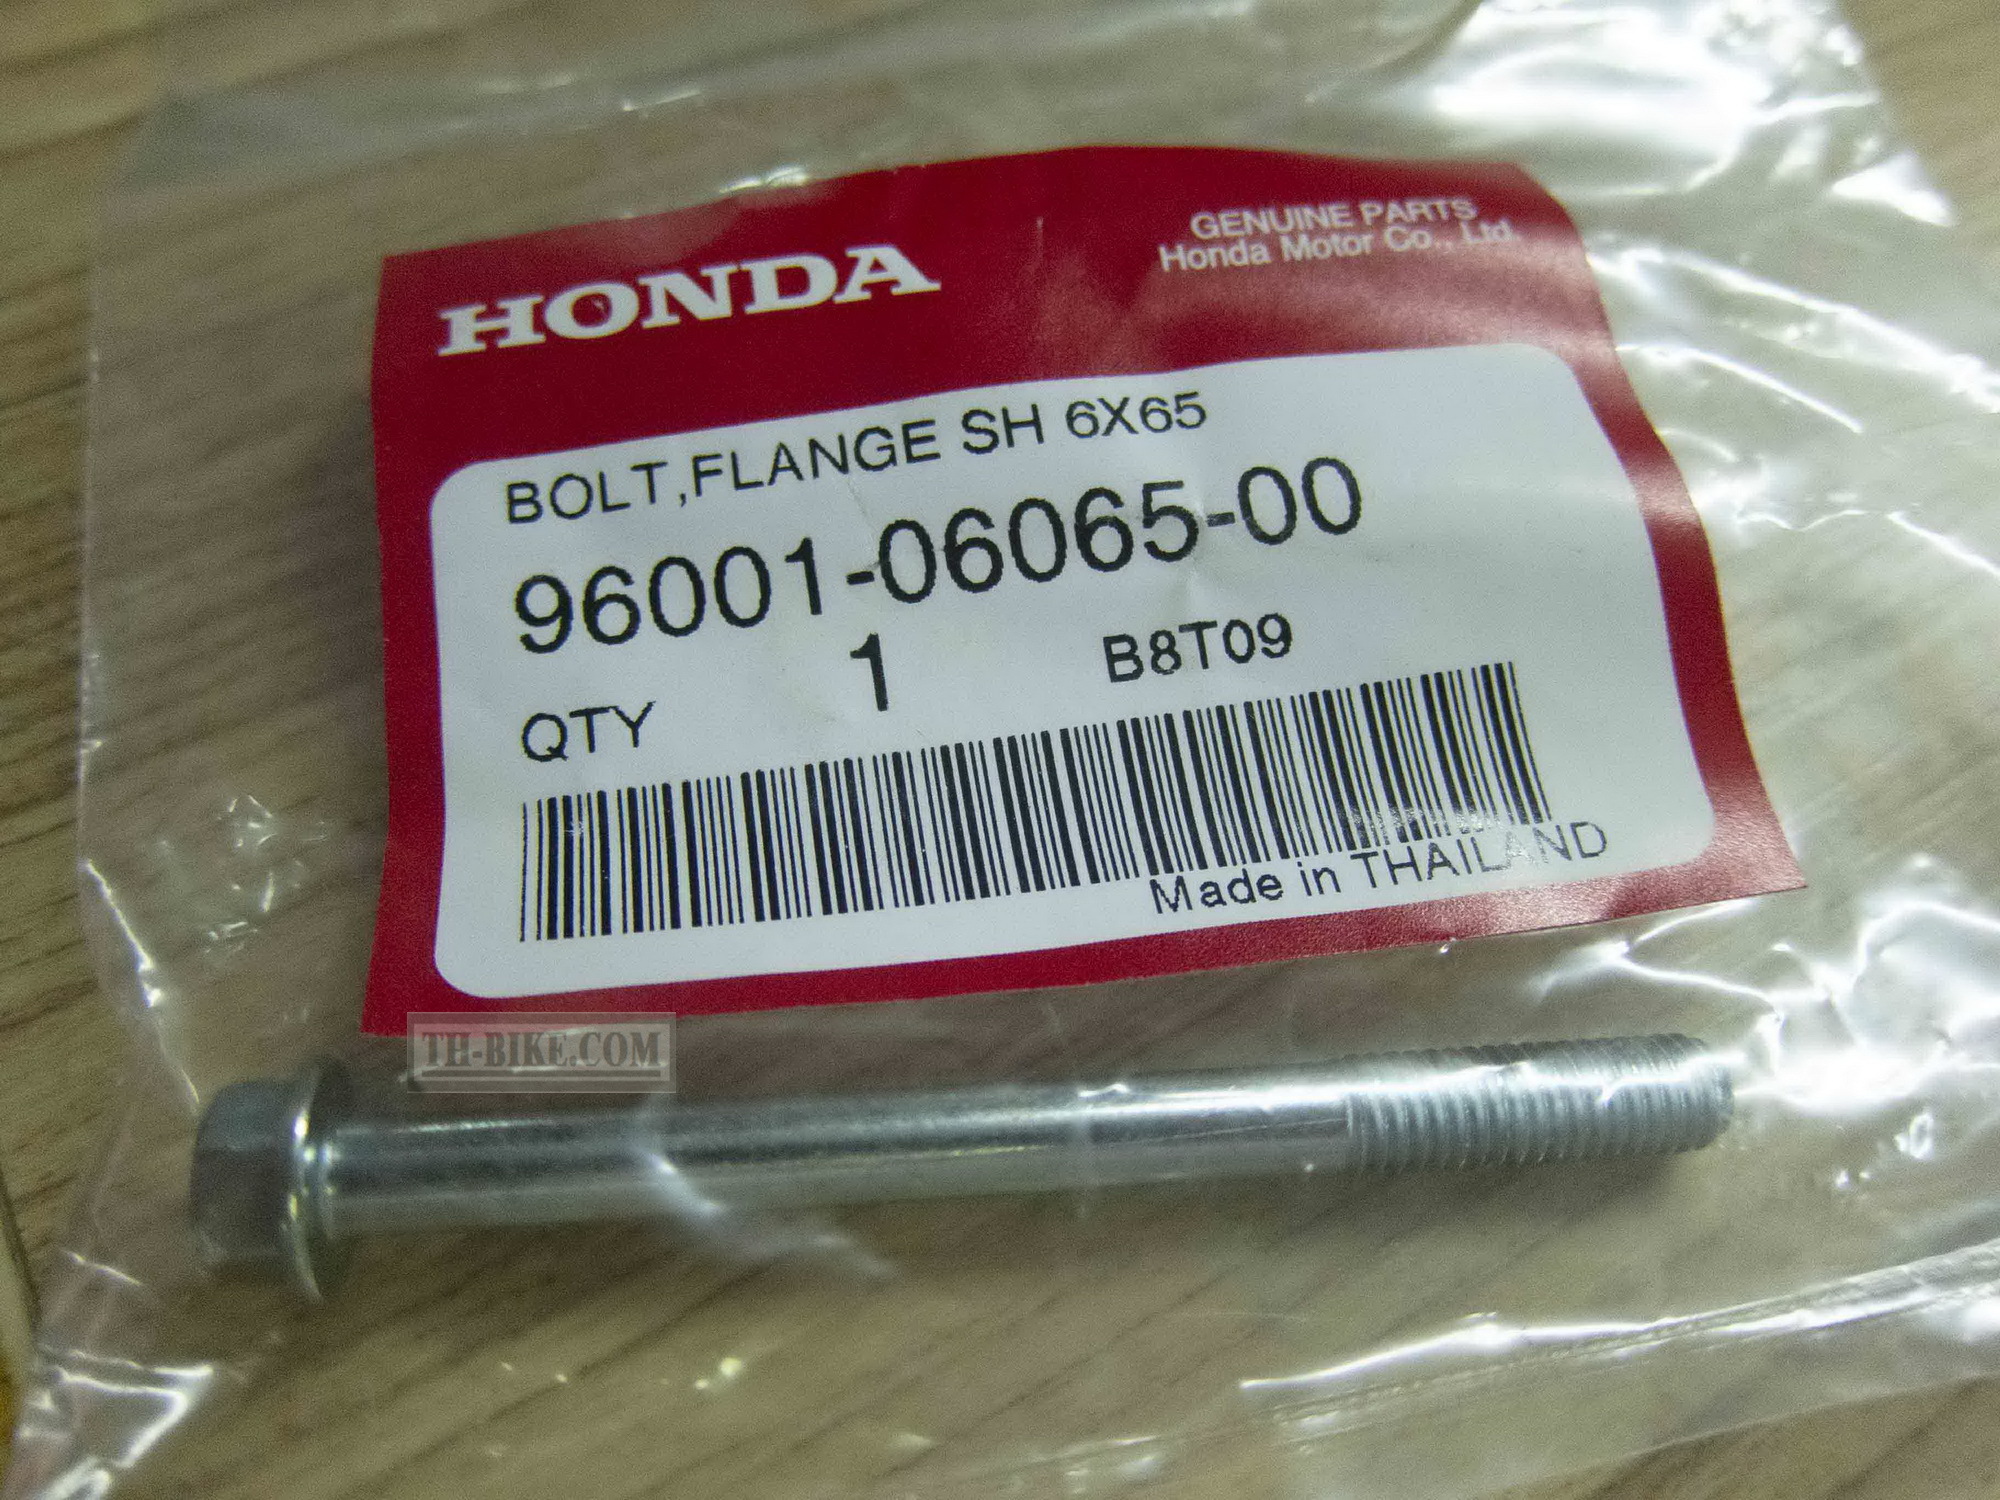 HONDA
GENUINE PARTS
Honda Motor Co., Ltd.
BOLT,FLANGE SH 6X65
96001-06065-00
QTY 1 B8T09
Made in THAILAND
TH-BIKE.COM